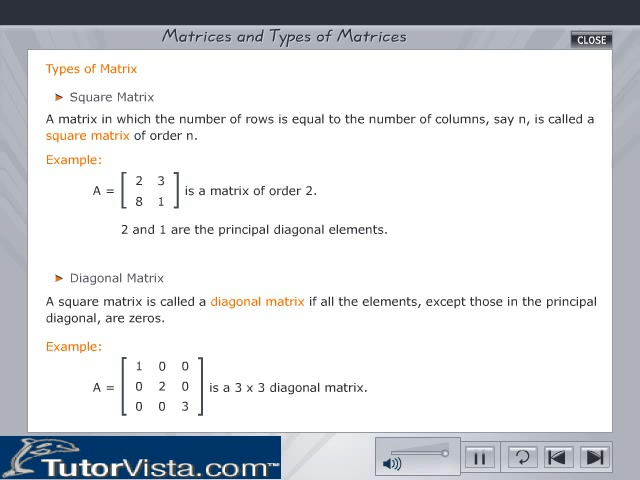 Matrices and Types of Matrices
CLOSE
Types of Matrix
Square Matrix
A matrix in which the number of rows is equal to the number of columns, say n, is called a
square matrix of order n.
Example:
A = [ 2 3
8 1 ] is a matrix of order 2.
2 and 1 are the principal diagonal elements.
Diagonal Matrix
A square matrix is called a diagonal matrix if all the elements, except those in the principal
diagonal, are zeros.
Example:
1 0 0
A = [ 0 2 0 ] is a 3 x 3 diagonal matrix.
0 0 3
TutorVista.com™